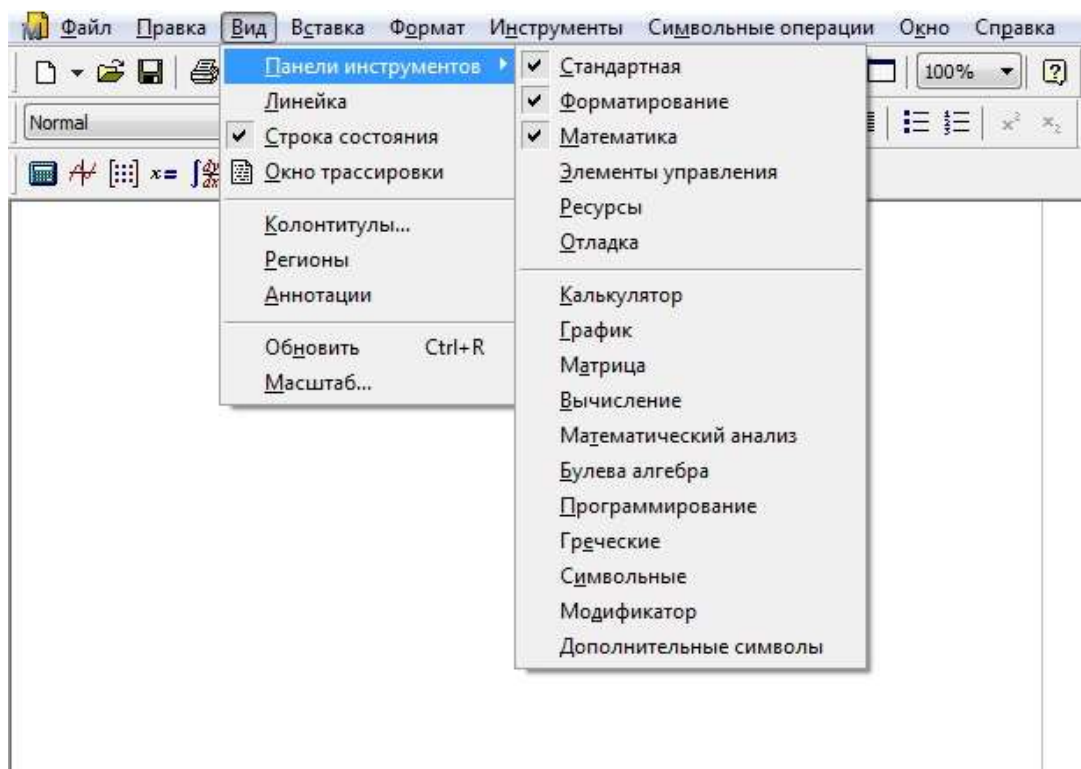 Файл Правка Вид Вставка Формат Инструменты Символьные операции Окно Справка
100%
Normal
Панели инструментов
Линейка
Строка состояния
Окно трассировки
Колонтитулы...
Регионы
Аннотации
Обновить Ctrl+R
Масштаб...
Стандартная
Форматирование
Математика
Элементы управления
Ресурсы
Отладка
Калькулятор
График
Матрица
Вычисление
Математический анализ
Булева алгебра
Программирование
Греческие
Символьные
Модификатор
Дополнительные символы